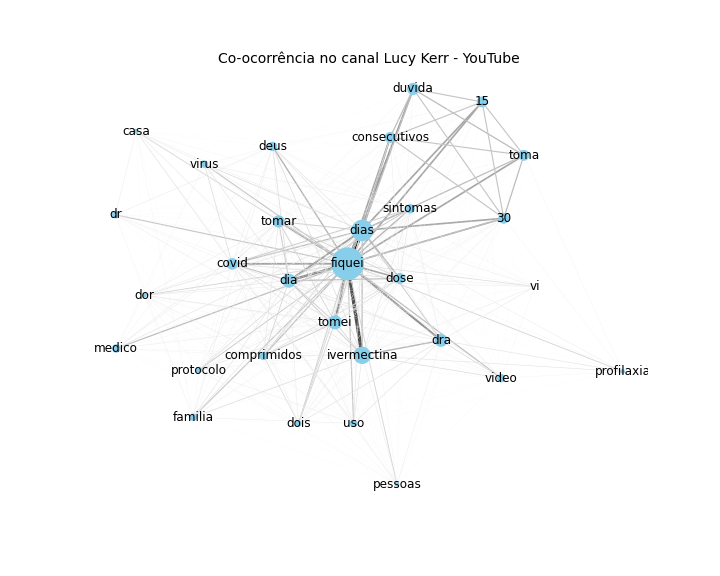 Co-ocorrência no canal Lucy Kerr - YouTube
duvida
15
casa
consecutivos
deus
toma
virus
sintomas
dr
30
tomar
dias
covid
fiquei
dia
dose
vi
dor
tomei
dra
medico
comprimidos
ivermectina
protocolo
profilaxia
video
familia
dois
uso
pessoas